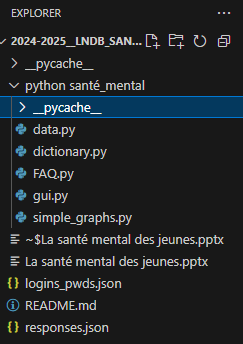 EXPLORER
2024-2025__LNDB_SAN...
__pycache__
python santé_mental
__pycache__
data.py
dictionary.py
FAQ.py
gui.py
simple_graphs.py
~$La santé mental des jeunes.pptx
La santé mental des jeunes.pptx
{} logins_pwds.json
README.md
{} responses.json